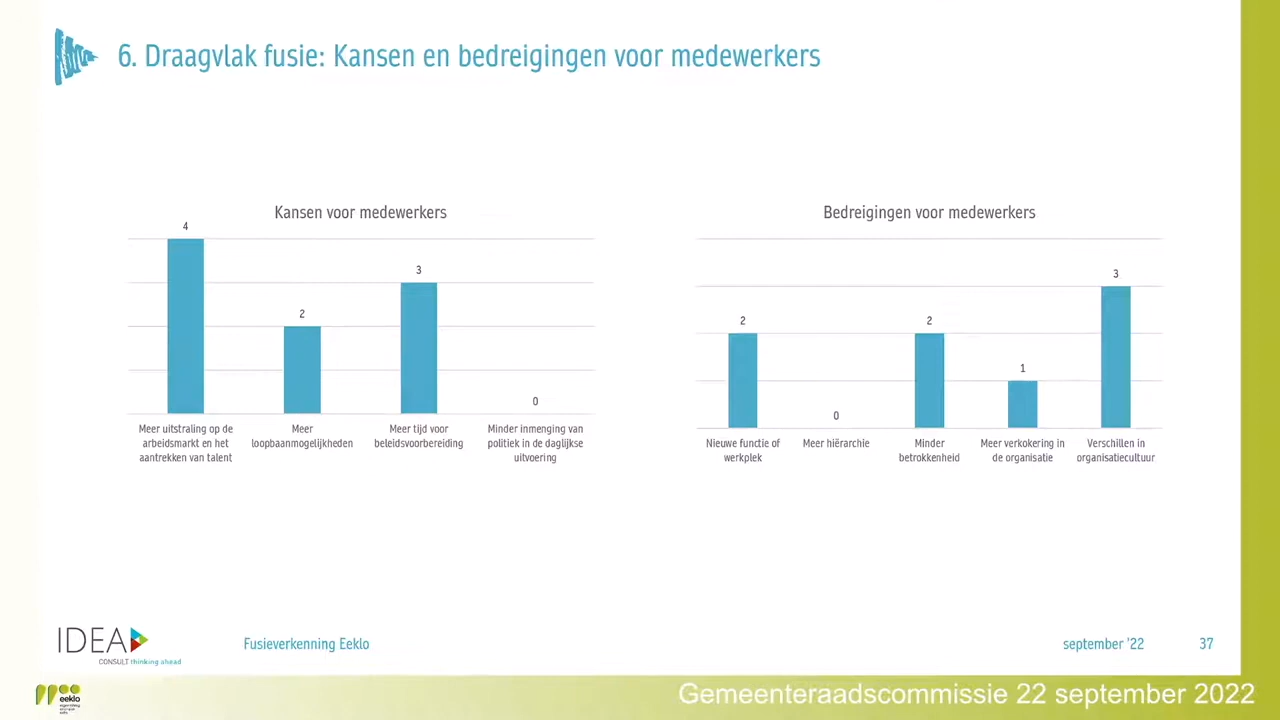 6. Draagvlak fusie: Kansen en bedreigingen voor medewerkers
Kansen voor medewerkers
4
2
3
0
Meer uitstraling op de
arbeidsmarkt en het
aantrekken van talent
Meer
loopbaanmogelijkheden
Meer tijd voor
beleidsvoorbereiding
Minder inmenging van
politiek in de daglijkse
uitvoering
Bedreigingen voor medewerkers
2
0
2
1
3
Nieuwe functie of
werkplek
Meer hiërarchie
Minder
betrokkenheid
Meer verkokering in
de organisatie
Verschillen in
organisatiecultuur
IDEA
CONSULT thinking ahead
Fusieverkenning Eeklo
september '22
37
eeklo
Gemeenteraadscommissie 22 september 2022